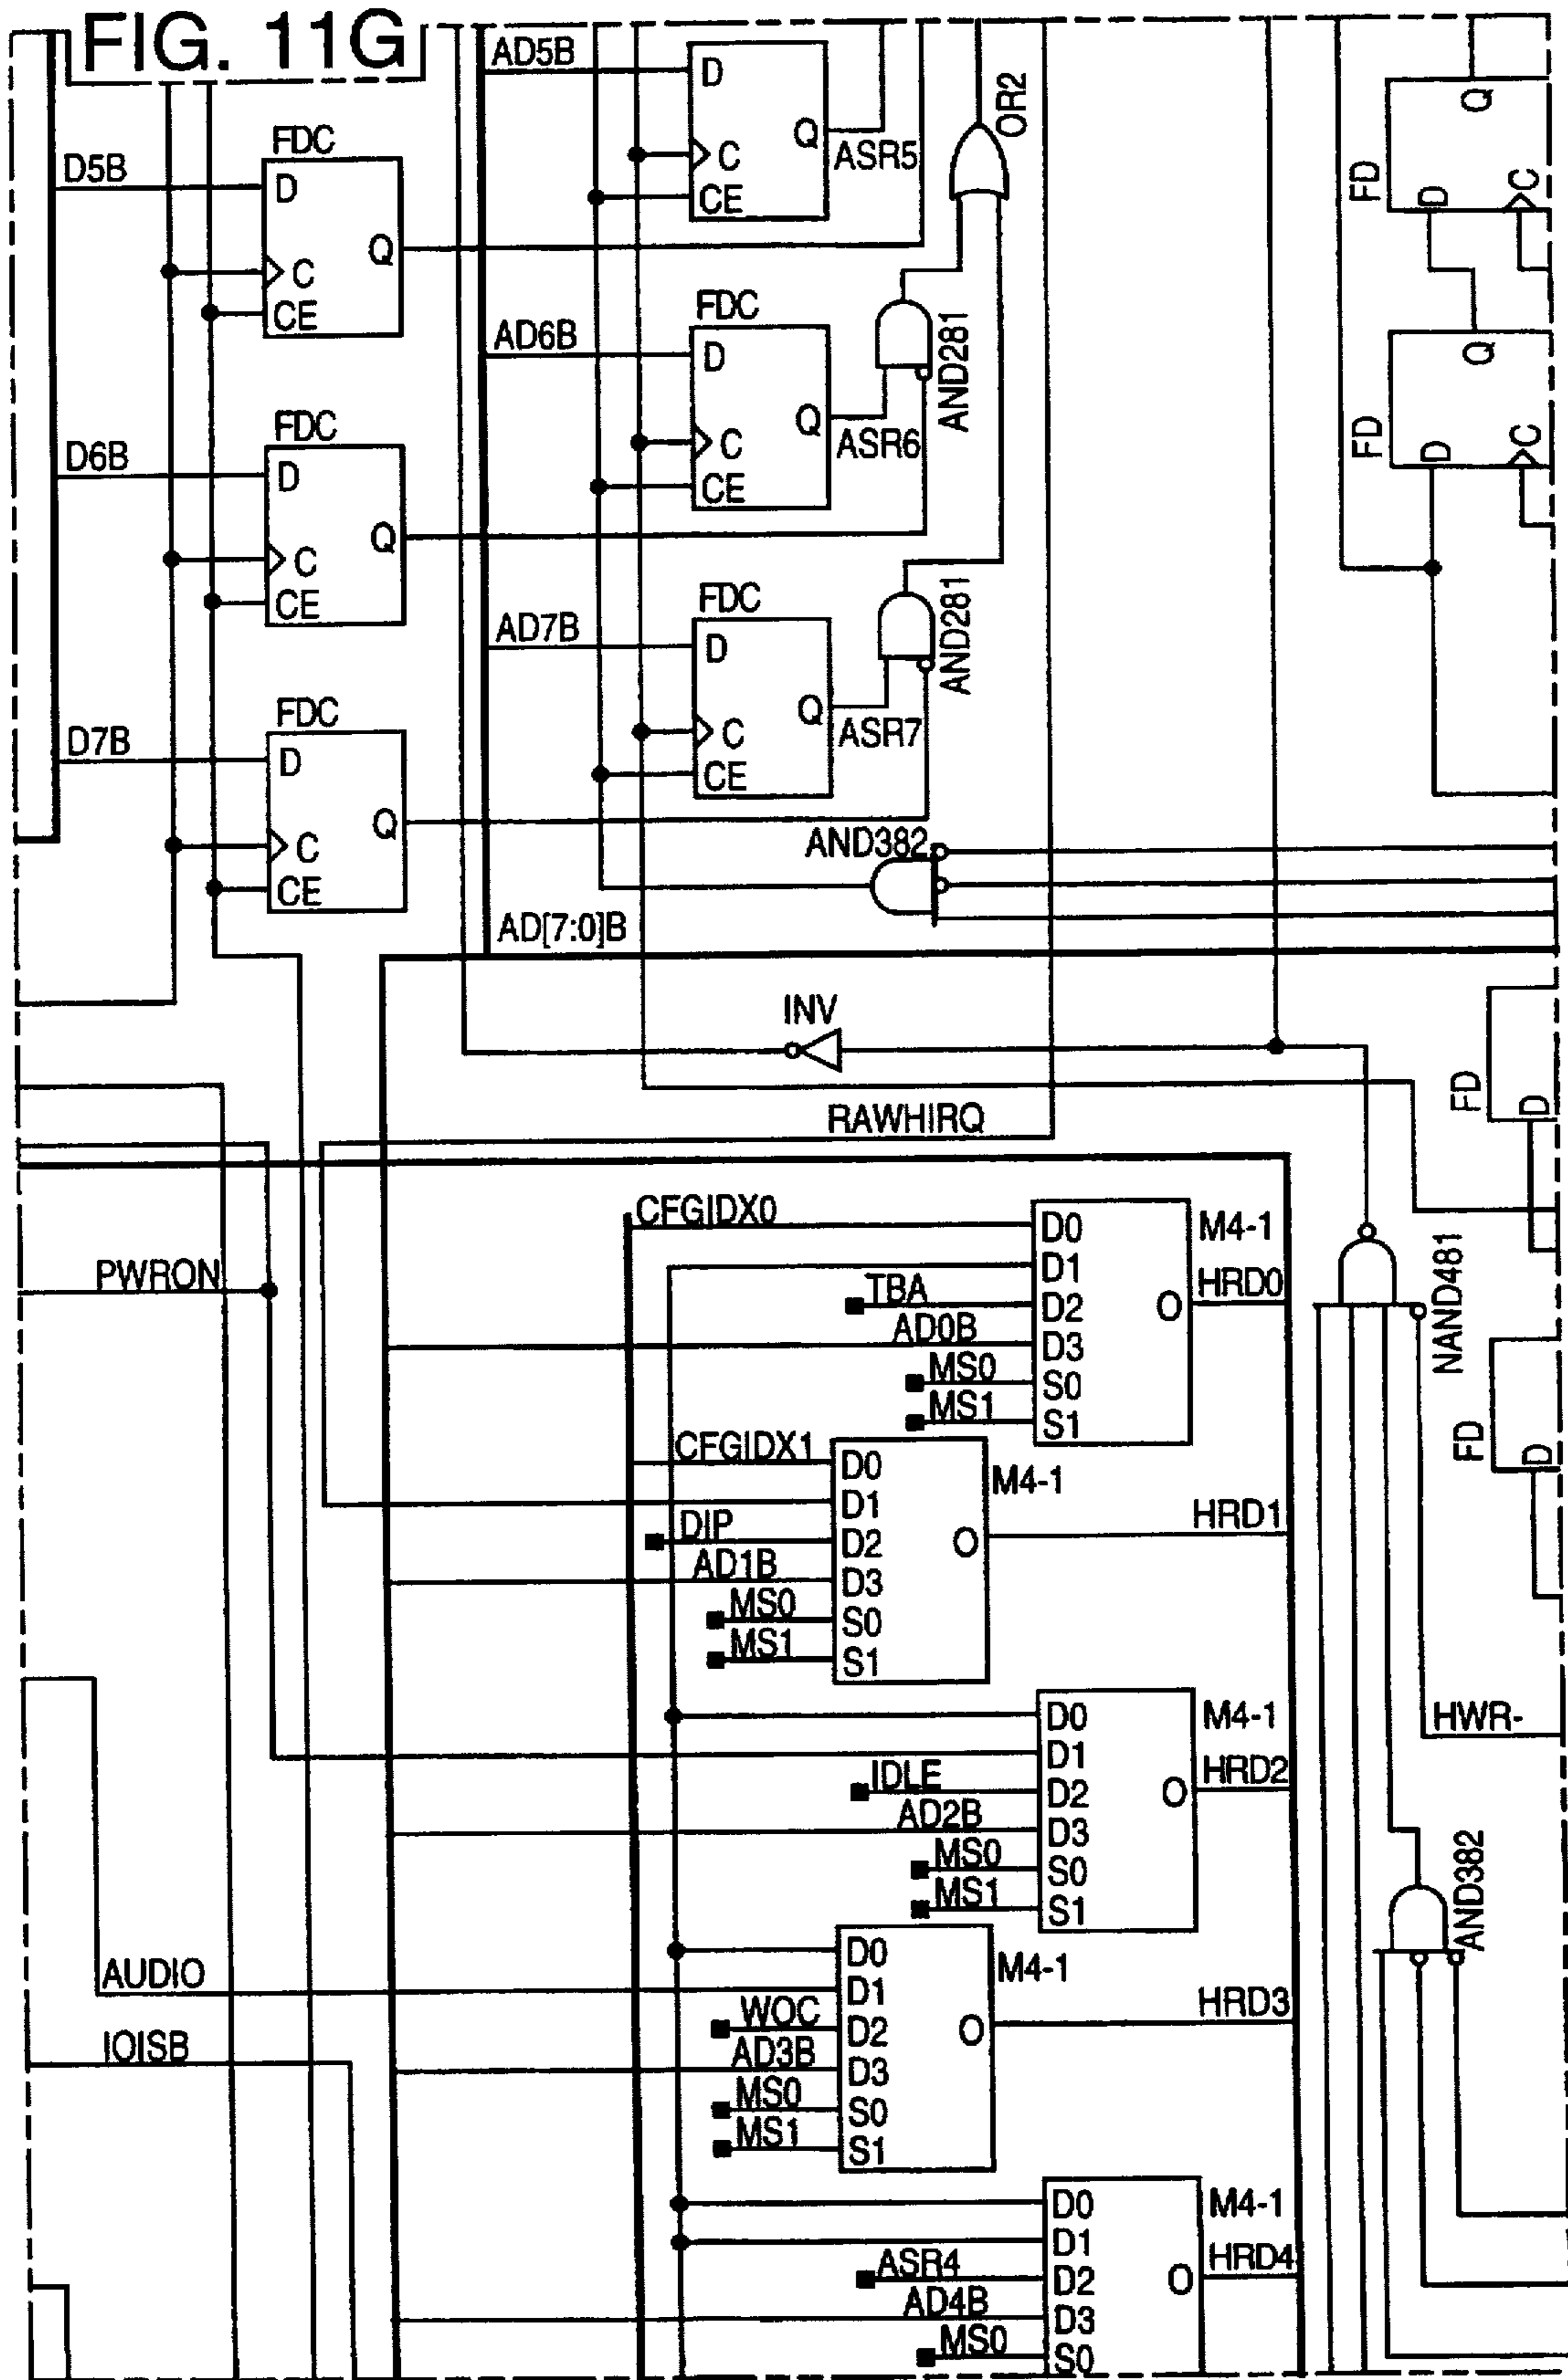 FIG. 11G
AD5B
D
Q
C
CE
ASR5
OR2
FD
Q
D
C
FDC
D5B
D
Q
C
CE
FDC
AD6B
D
Q
C
CE
ASR6
AND281
FD
Q
D
C
FDC
D6B
D
Q
C
CE
FDC
AD7B
D
Q
C
CE
ASR7
AND281
FDC
D7B
D
Q
C
CE
AND382
AD[7:0]B
INV
FD
D
RAWHIRQ
CFGIDX0
D0
D1
TBA
D2
AD0B
D3
MS0
S0
MS1
S1
O
M4-1
HRD0
PWRON
NAND481
FD
D
CFGIDX1
D0
D1
DIP
D2
AD1B
D3
MS0
S0
MS1
S1
O
M4-1
HRD1
D0
D1
IDLE
D2
AD2B
D3
MS0
S0
MS1
S1
O
M4-1
HRD2
HWR-
AND382
AUDIO
D0
D1
WOC
D2
AD3B
D3
MS0
S0
MS1
S1
O
M4-1
HRD3
IOISB
D0
D1
ASR4
D2
AD4B
D3
MS0
S0
O
M4-1
HRD4